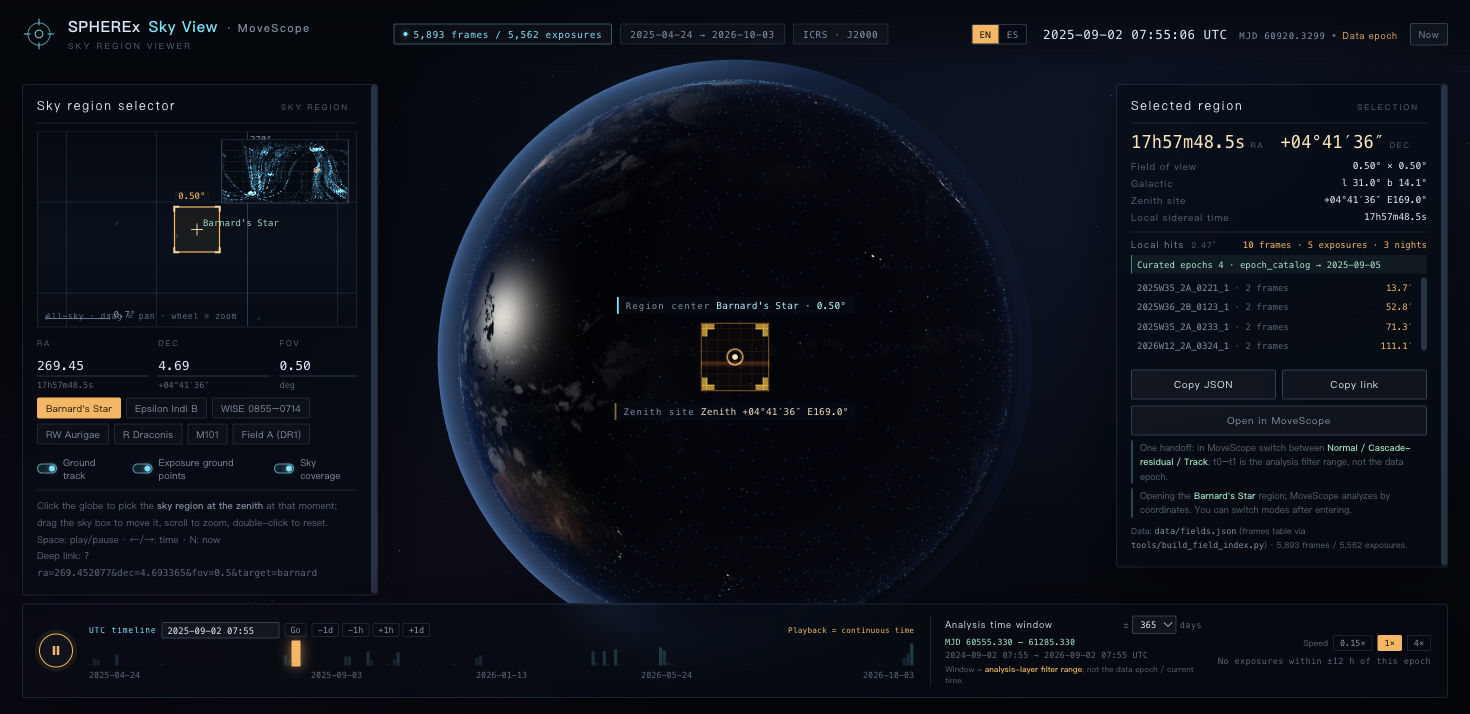 SPHEREx Sky View · MoveScope
SKY REGION VIEWER
5,893 frames / 5,562 exposures
2025-04-24 → 2026-10-03
ICRS · J2000
EN ES
2025-09-02 07:55:06 UTC MJD 60920.3299 • Data epoch
Now
Sky region selector SKY REGION
270°
0.50°
Barnard's Star
0.7°
All-sky · drag = pan · wheel = zoom
RA DEC FOV
269.45 4.69 0.50
17h57m48.5s +04°41′36″ deg
Barnard's Star Epsilon Indi B WISE 0855−0714
RW Aurigae R Draconis M101 Field A (DR1)
Ground track
Exposure ground points
Sky coverage
Click the globe to pick the sky region at the zenith at that moment;
drag the sky box to move it, scroll to zoom, double-click to reset.
Space: play/pause · ←/→: time · N: now
Deep link: ?
ra=269.452077&dec=4.693365&fov=0.5&target=barnard
Region center Barnard's Star · 0.50°
Zenith site Zenith +04°41′36″ E169.0°
Selected region SELECTION
17h57m48.5s RA +04°41′36″ DEC
Field of view 0.50° × 0.50°
Galactic l 31.0° b 14.1°
Zenith site +04°41′36″ E169.0°
Local sidereal time 17h57m48.5s
Local hits 2.47° 10 frames · 5 exposures · 3 nights
Curated epochs 4 · epoch_catalog → 2025-09-05
2025W35_2A_0221_1 · 2 frames 13.7′
2025W36_2B_0123_1 · 2 frames 52.8′
2025W35_2A_0233_1 · 2 frames 71.3′
2026W12_2A_0324_1 · 2 frames 111.1′
Copy JSON Copy link
Open in MoveScope
One handoff: in MoveScope switch between Normal / Cascade-
residual / Track; t0–t1 is the analysis filter range, not the data
epoch.
Opening the Barnard's Star region; MoveScope analyzes by
coordinates. You can switch modes after entering.
Data: data/fields.json (frames table via
tools/build_field_index.py) · 5,893 frames / 5,562 exposures.
UTC timeline 2025-09-02 07:55 Go −1d −1h +1h +1d
Playback = continuous time
2025-04-24 2025-09-03 2026-01-13 2026-05-24 2026-10-03
Analysis time window ± 365 days
MJD 60555.330 – 61285.330
2024-09-02 07:55 → 2026-09-02 07:55 UTC
Window = analysis-layer filter range; not the data epoch / current
time.
Speed 0.15× 1× 4×
No exposures within ±12 h of this epoch